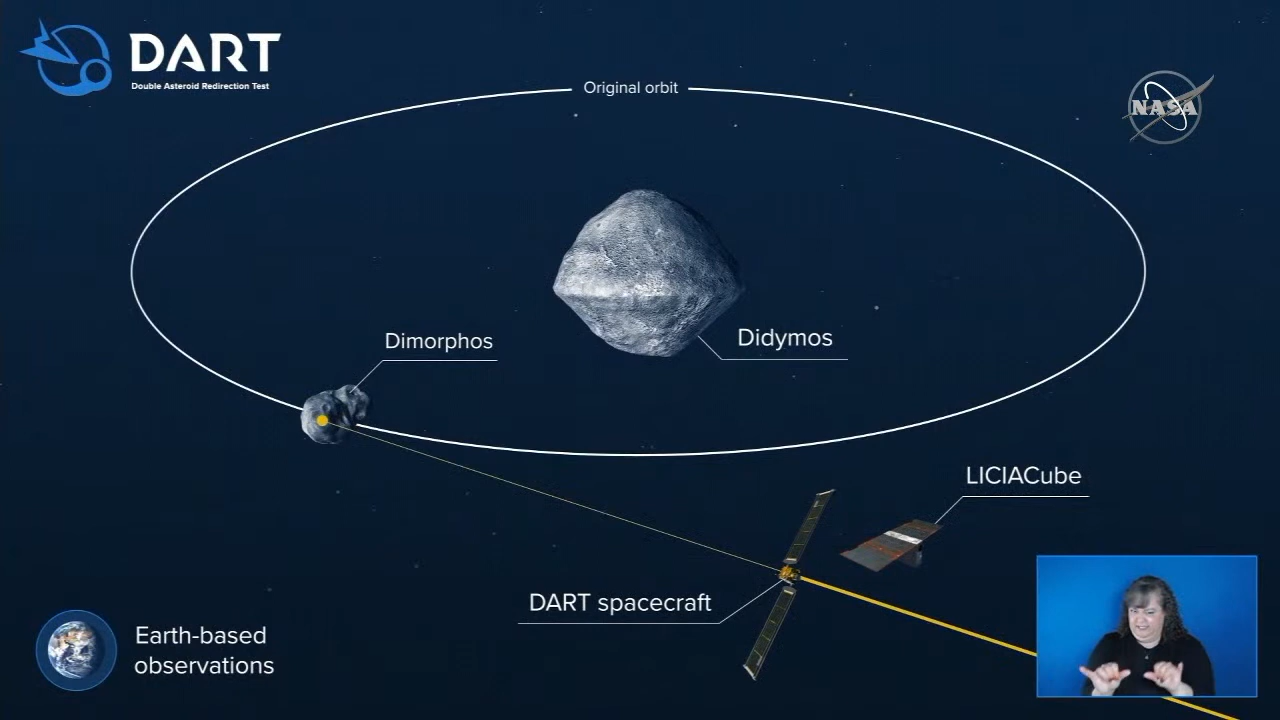 DART
Double Asteroid Redirection Test
Original orbit
NASA
Dimorphos
Didymos
LICIACube
DART spacecraft
Earth-based
observations